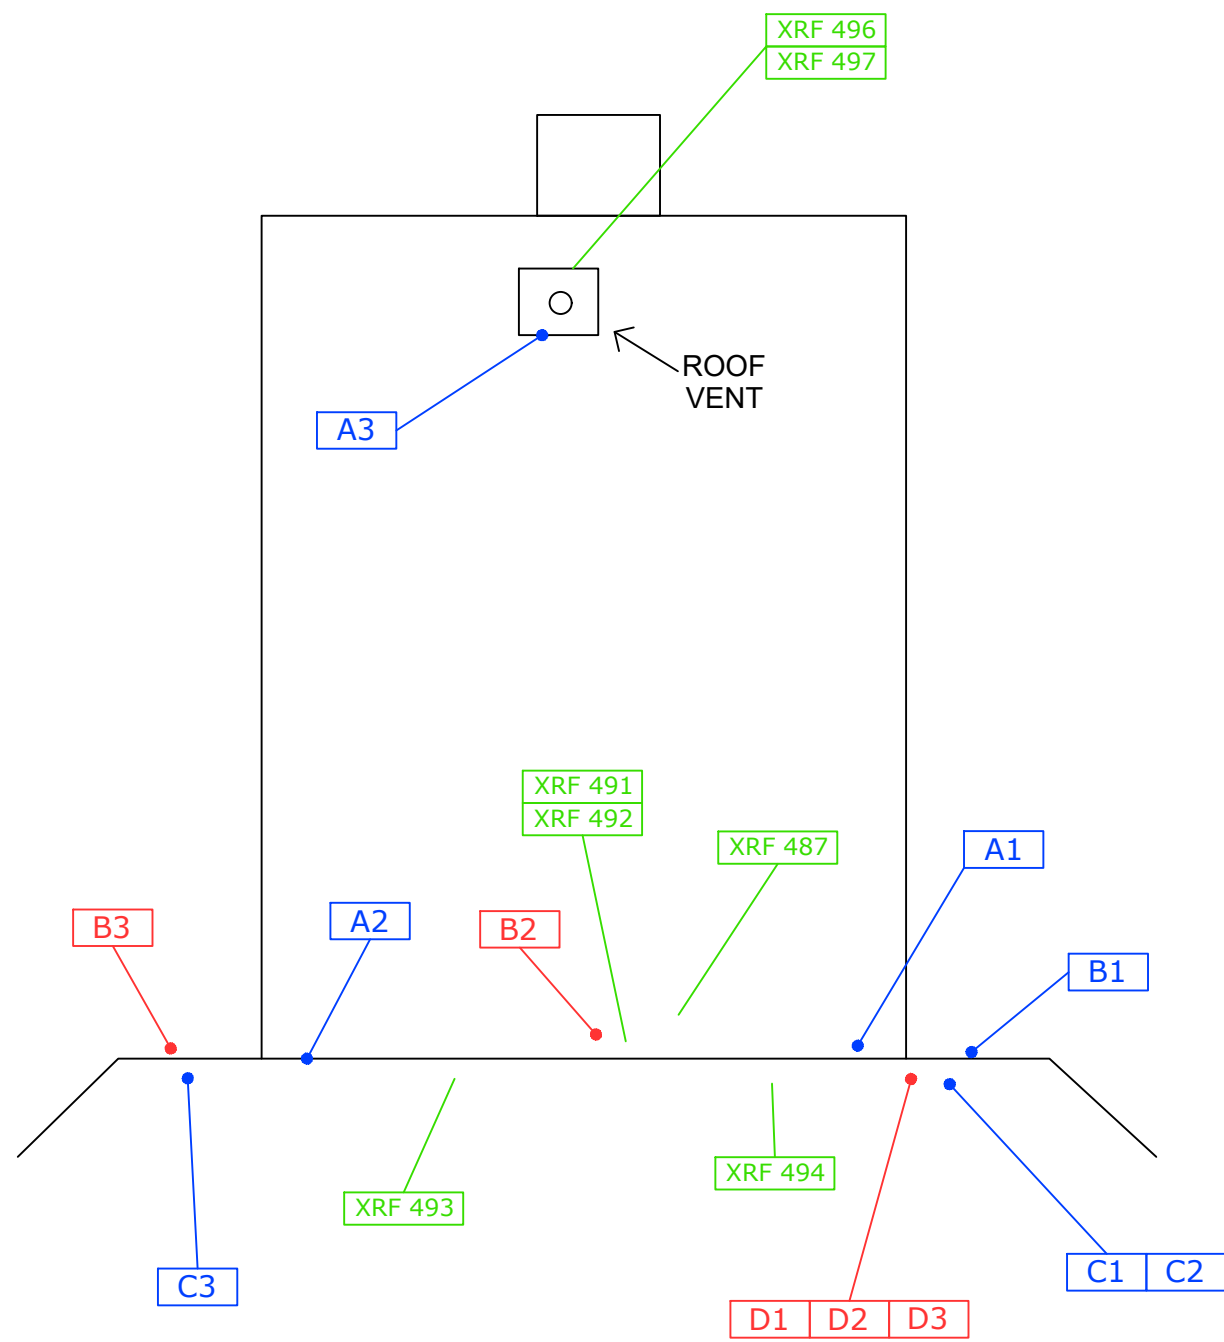 XRF 496
XRF 497
ROOF
VENT
A3
XRF 491
XRF 492
XRF 487
A1
B3
A2
B2
B1
XRF 494
XRF 493
C3
C1 C2
D1 D2 D3